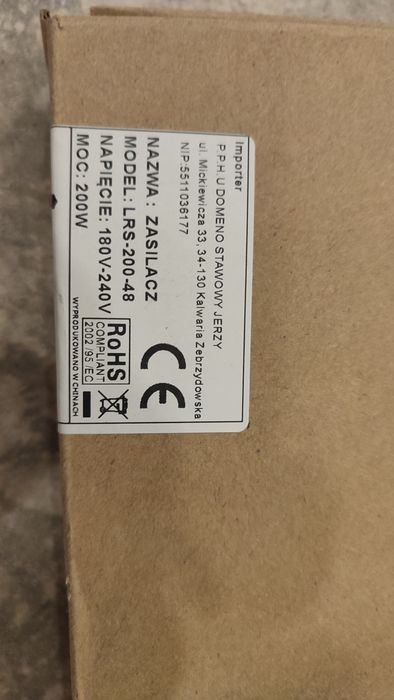 Importer
P.P.H.U DOMENO STAWOWY JERZY
ul. Mickiewicza 33, 34-130 Kalwaria Zebrzydowska
NIP:5511036177
NAZWA : ZASILACZ
MODEL: LRS-200-48
NAPIĘCIE: 180V-240V
MOC: 200W
CE
RoHS
COMPLIANT
2002/95/EC
WYPRODUKOWANO W CHINACH